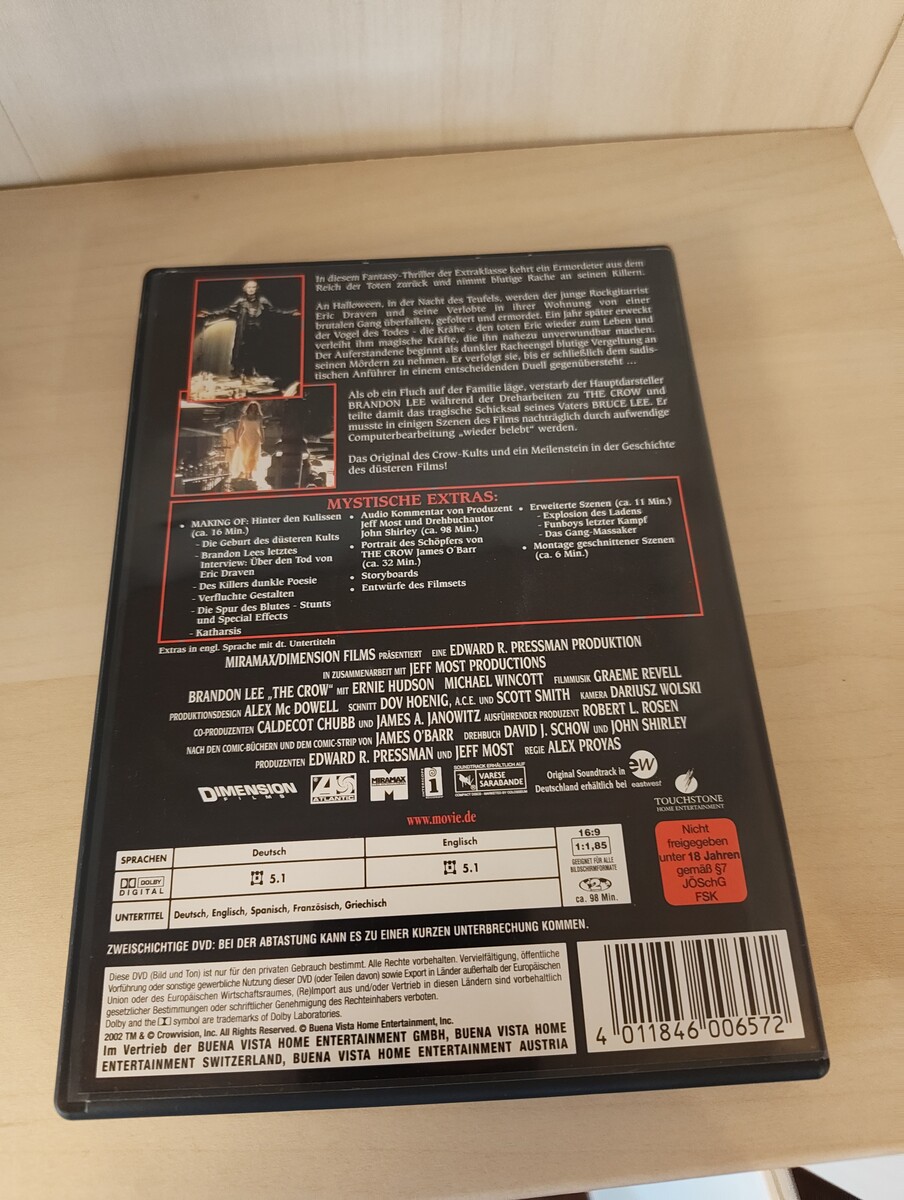 In diesem Fantasy-Thriller der Extraklasse kehrt ein Ermordeter aus dem
Reich der Toten zurück und nimmt blutige Rache an seinen Killern.
An Halloween, in der Nacht des Teufels, werden der junge Rockgitarrist
Eric Draven und seine Verlobte in ihrer Wohnung von einer
brutalen Gang überfallen, gefoltert und ermordet. Ein Jahr später erweckt
der Vogel des Todes - die Krähe - den toten Eric wieder zum Leben und
verleiht ihm magische Kräfte, die ihn nahezu unverwundbar machen.
Der Auferstandene beginnt als dunkler Racheengel blutige Vergeltung an
seinen Mördern zu nehmen. Er verfolgt sie, bis er schließlich dem sadis-
tischen Anführer in einem entscheidenden Duell gegenübersteht ...
Als ob ein Fluch auf der Familie läge, verstarb der Hauptdarsteller
BRANDON LEE während der Dreharbeiten zu THE CROW und
teilte damit das tragische Schicksal seines Vaters BRUCE LEE. Er
musste in einigen Szenen des Films nachträglich durch aufwendige
Computerbearbeitung „wieder belebt" werden.
Das Original des Crow-Kults und ein Meilenstein in der Geschichte
des düsteren Films!
MYSTISCHE EXTRAS:
• MAKING OF: Hinter den Kulissen
(ca. 16 Min.)
- Die Geburt des düsteren Kults
- Brandon Lees letztes
Interview: Über den Tod von
Eric Draven
- Des Killers dunkle Poesie
- Verfluchte Gestalten
- Die Spur des Blutes - Stunts
und Special Effects
- Katharsis
• Audio Kommentar von Produzent
Jeff Most und Drehbuchautor
John Shirley (ca. 98 Min.)
• Portrait des Schöpfers von
THE CROW James O'Barr
(ca. 32 Min.)
• Storyboards
• Entwürfe des Filmsets
• Erweiterte Szenen (ca. 11 Min.)
- Explosion des Ladens
- Funboys letzter Kampf
- Das Gang-Massaker
• Montage geschnittener Szenen
(ca. 6 Min.)
Extras in engl. Sprache mit dt. Untertiteln
MIRAMAX/DIMENSION FILMS PRÄSENTIERT EINE EDWARD R. PRESSMAN PRODUKTION
IN ZUSAMMENARBEIT MIT JEFF MOST PRODUCTIONS
BRANDON LEE „THE CROW" MIT ERNIE HUDSON MICHAEL WINCOTT FILMMUSIK GRAEME REVELL
PRODUKTIONSDESIGN ALEX Mc DOWELL SCHNITT DOV HOENIG, A.C.E. UND SCOTT SMITH KAMERA DARIUSZ WOLSKI
CO-PRODUZENTEN CALDECOT CHUBB UND JAMES A. JANOWITZ AUSFÜHRENDER PRODUZENT ROBERT L. ROSEN
NACH DEN COMIC-BÜCHERN UND DEM COMIC-STRIP VON JAMES O'BARR DREHBUCH DAVID J. SCHOW UND JOHN SHIRLEY
PRODUZENTEN EDWARD R. PRESSMAN UND JEFF MOST REGIE ALEX PROYAS
DIMENSION
FILMS
ATLANTIC
MIRAMAX
SOUNDTRACK ERHÄLTLICH AUF
VARESE
SARABANDE
Original Soundtrack in
Deutschland erhältlich bei
ew
eastwest
TOUCHSTONE
HOME ENTERTAINMENT
www.movie.de
SPRACHEN Deutsch Englisch
DOLBY
DIGITAL
5.1 5.1
UNTERTITEL Deutsch, Englisch, Spanisch, Französisch, Griechisch
16:9
1:1,85
GEEIGNET FÜR ALLE
BILDSCHIRMFORMATE
ca. 98 Min.
Nicht
freigegeben
unter 18 Jahren
gemäß §7
JÖSchG
FSK
ZWEISCHICHTIGE DVD: BEI DER ABTASTUNG KANN ES ZU EINER KURZEN UNTERBRECHUNG KOMMEN.
Diese DVD (Bild und Ton) ist nur für den privaten Gebrauch bestimmt. Alle Rechte vorbehalten. Vervielfältigung, öffentliche
Vorführung oder sonstige gewerbliche Nutzung dieser DVD (oder Teilen davon) sowie Export in Länder außerhalb der Europäischen
Union oder des Europäischen Wirtschaftsraumes, (Re)Import aus und/oder Vertrieb in diesen Ländern sind vorbehaltlich
gesetzlicher Bestimmungen oder schriftlicher Genehmigung des Rechteinhabers verboten.
Dolby and the symbol are trademarks of Dolby Laboratories.
2002 TM & © Crowvision, Inc. All Rights Reserved. © Buena Vista Home Entertainment, Inc.
Im Vertrieb der BUENA VISTA HOME ENTERTAINMENT GMBH, BUENA VISTA HOME
ENTERTAINMENT SWITZERLAND, BUENA VISTA HOME ENTERTAINMENT AUSTRIA
4 011846 006572